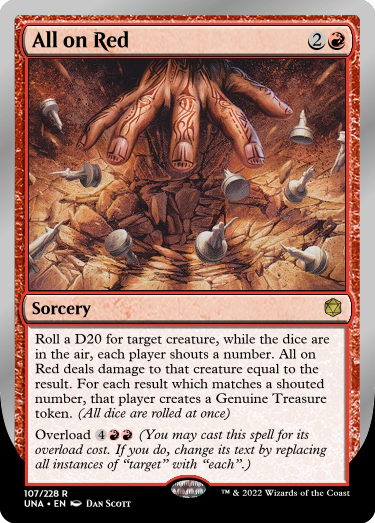 All on Red 2
Sorcery
Roll a D20 for target creature, while the dice are
in the air, each player shouts a number. All on
Red deals damage to that creature equal to the
result. For each result which matches a shouted
number, that player creates a Genuine Treasure
token. (All dice are rolled at once)
Overload 4 (You may cast this spell for its
overload cost. If you do, change its text by replacing
all instances of “target” with “each”.)
107/228 R
UNA • EN DAN SCOTT
™ & © 2022 Wizards of the Coast